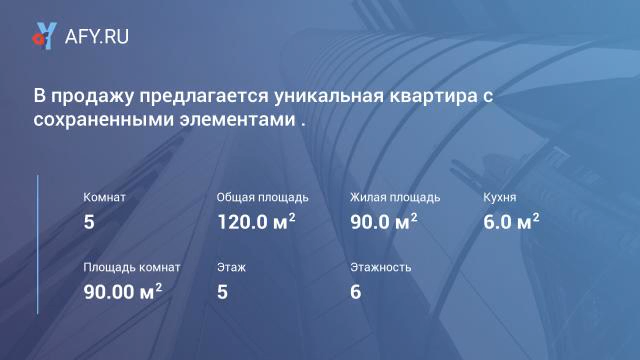 AFY.RU
В продажу предлагается уникальная квартира с
сохраненными элементами .
Комнат
5
Общая площадь
120.0 м²
Жилая площадь
90.0 м²
Кухня
6.0 м²
Площадь комнат
90.00 м²
Этаж
5
Этажность
6